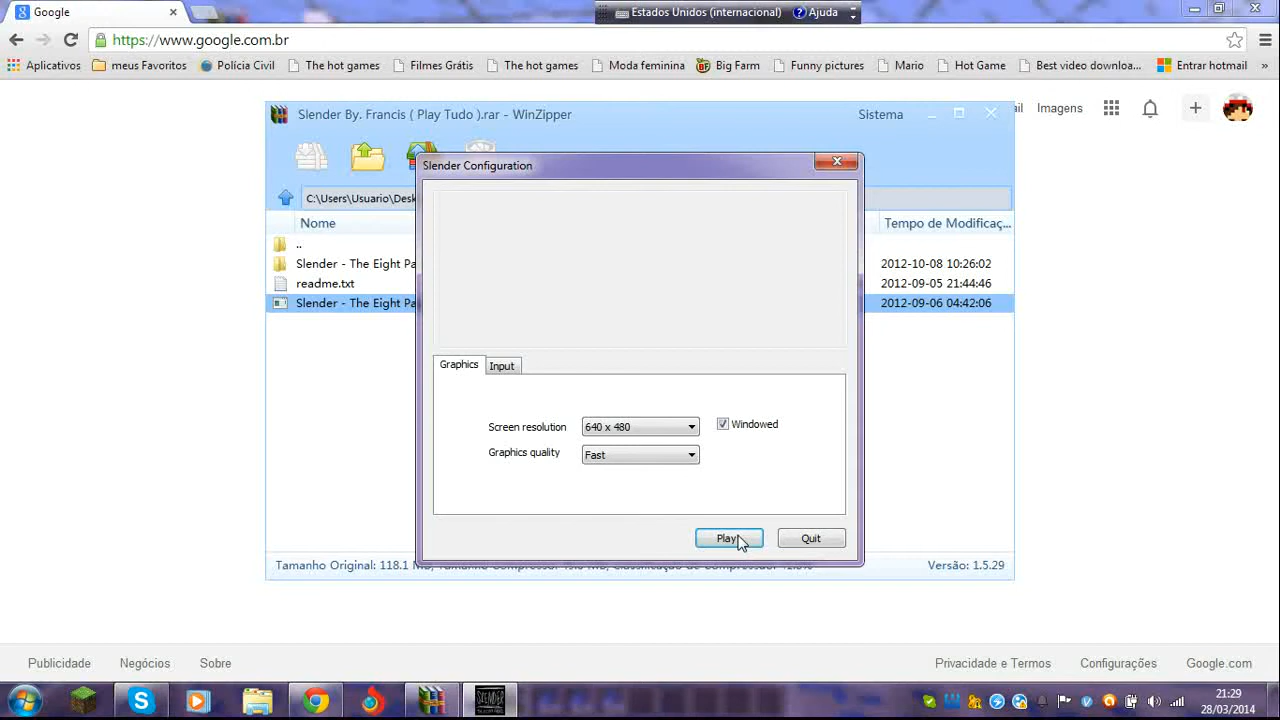 Google
Estados Unidos (internacional)
Ajuda
https://www.google.com.br
Aplicativos
meus Favoritos
Polícia Civil
The hot games
Filmes Grátis
The hot games
Moda feminina
Big Farm
Funny pictures
Mario
Hot Game
Best video downloa...
Entrar hotmail
»
Slender By. Francis ( Play Tudo ).rar - WinZipper
Sistema
Imagens
Slender Configuration
C:\Users\Usuario\Desk
Nome
Tempo de Modificaç...
..
Slender - The Eight Pa
2012-10-08 10:26:02
readme.txt
2012-09-05 21:44:46
Slender - The Eight Pa
2012-09-06 04:42:06
Graphics
Input
Screen resolution
640 x 480
Windowed
Graphics quality
Fast
Play
Quit
Tamanho Original: 118.1
Versão: 1.5.29
Publicidade
Negócios
Sobre
Privacidade e Termos
Configurações
Google.com
SLENDER
21:29
28/03/2014